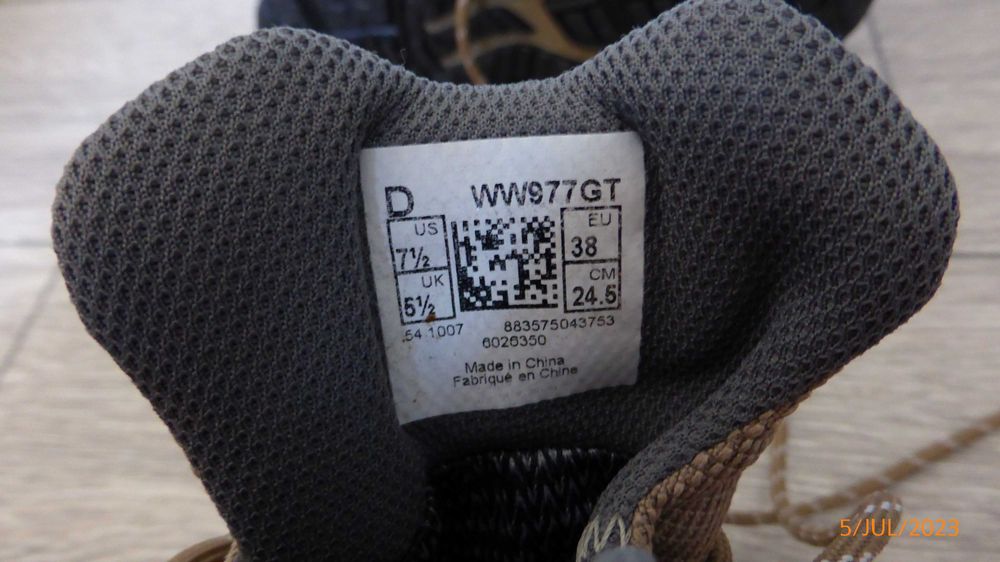 D WW977GT
US
7½
EU
38
UK
5½
CM
24.5
54 1007 883575043753
6026350
Made in China
Fabriqué en Chine
5/JUL/2023